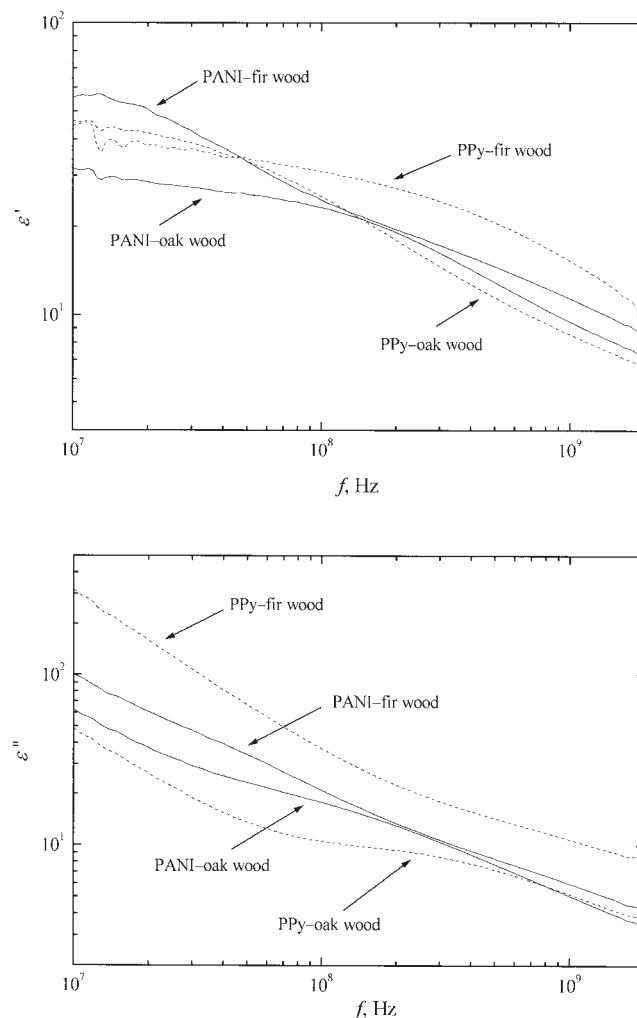 10²
PANI–fir wood
PPy–fir wood
ε'
PANI–oak wood
10¹
PPy–oak wood
10⁷ 10⁸ 10⁹
f, Hz
PPy–fir wood
10²
PANI–fir wood
ε"
10¹
PANI–oak wood
PPy–oak wood
10⁷ 10⁸ 10⁹
f, Hz